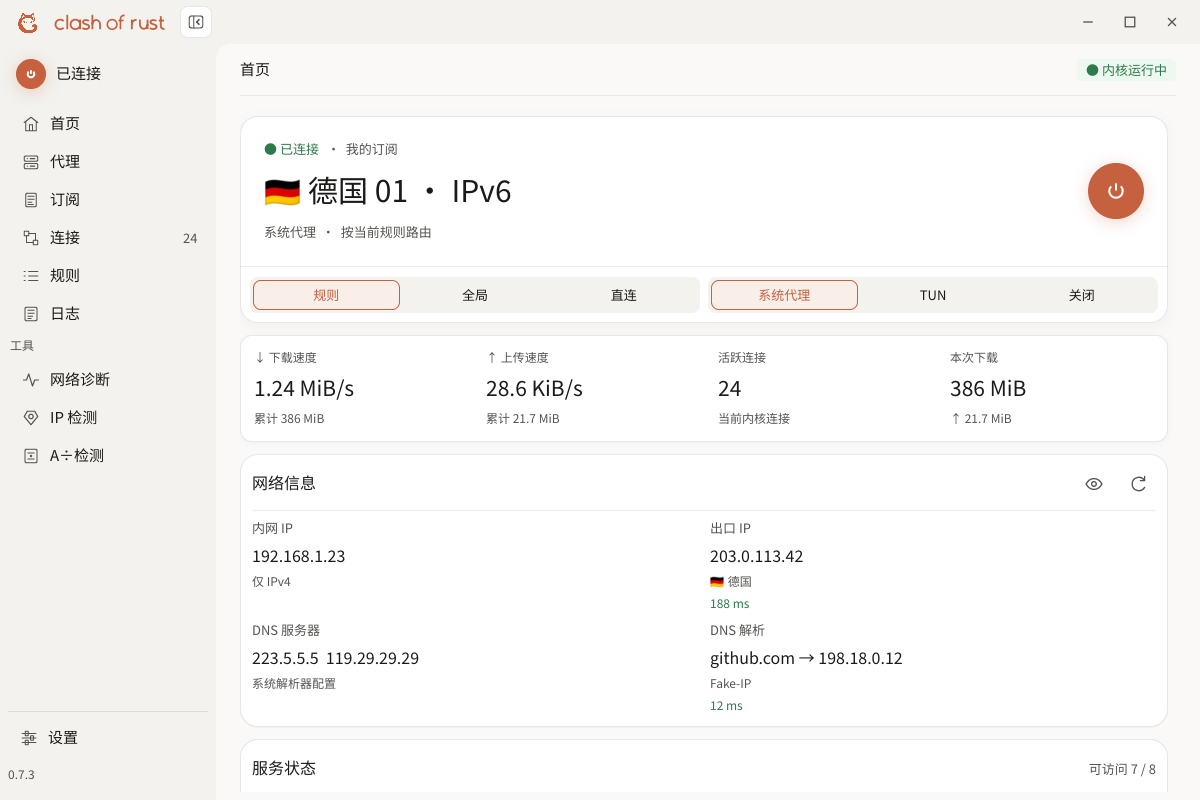 clash of rust
已连接
首页
代理
订阅
连接 24
规则
日志
工具
网络诊断
IP 检测
A÷检测
设置
0.7.3
首页
内核运行中
已连接 • 我的订阅
德国 01 • IPv6
系统代理 • 按当前规则路由
规则 全局 直连 系统代理 TUN 关闭
↓ 下载速度
1.24 MiB/s
累计 386 MiB
↑ 上传速度
28.6 KiB/s
累计 21.7 MiB
活跃连接
24
当前内核连接
本次下载
386 MiB
↑ 21.7 MiB
网络信息
内网 IP
192.168.1.23
仅 IPv4
出口 IP
203.0.113.42
德国
188 ms
DNS 服务器
223.5.5.5 119.29.29.29
系统解析器配置
DNS 解析
github.com → 198.18.0.12
Fake-IP
12 ms
服务状态
可访问 7 / 8